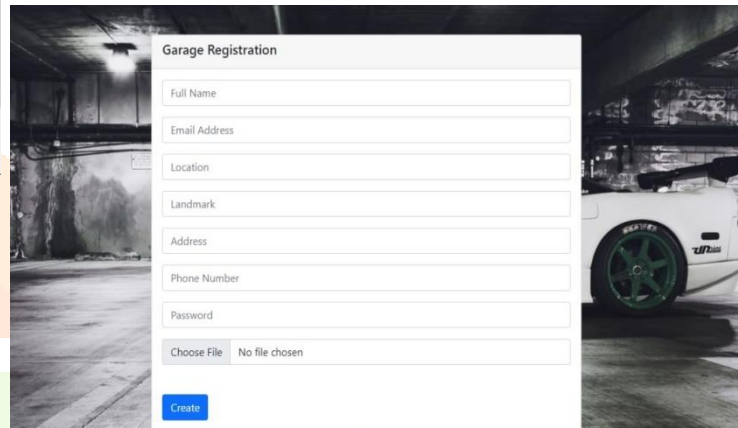 Garage Registration
Full Name
Email Address
Location
Landmark
Address
Phone Number
Password
Choose File No file chosen
Create